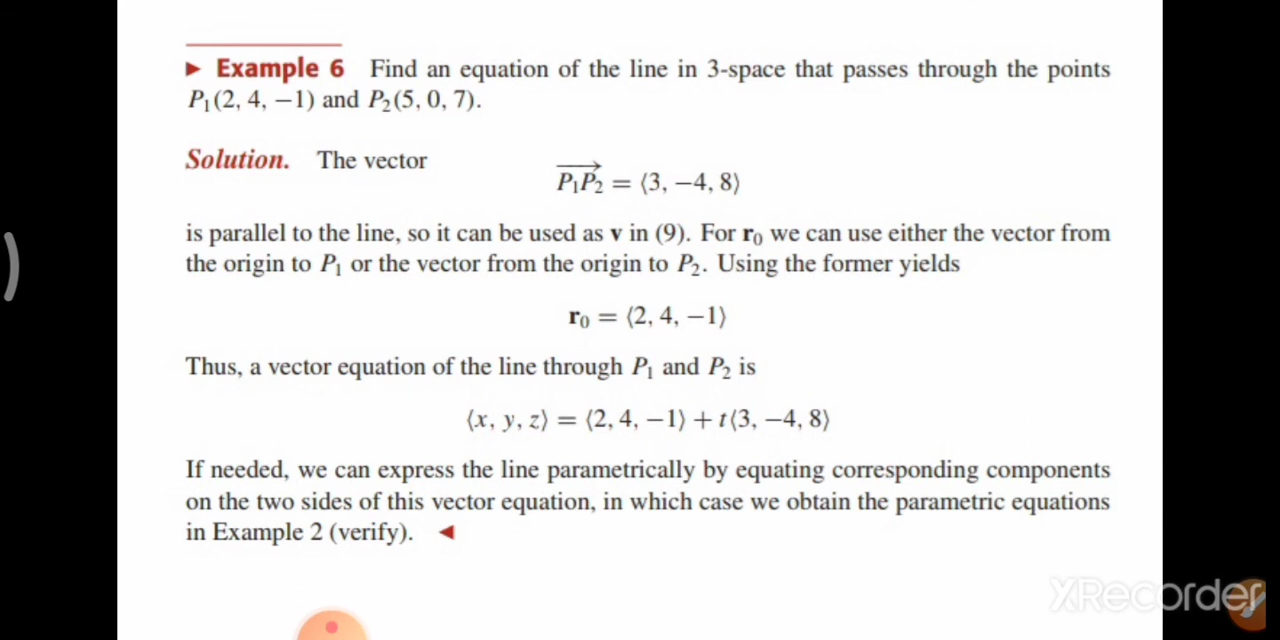 ► Example 6 Find an equation of the line in 3-space that passes through the points
P₁(2, 4, −1) and P₂(5, 0, 7).
Solution. The vector
P₁P₂ = ⟨3, −4, 8⟩
is parallel to the line, so it can be used as v in (9). For r₀ we can use either the vector from
the origin to P₁ or the vector from the origin to P₂. Using the former yields
r₀ = ⟨2, 4, −1⟩
Thus, a vector equation of the line through P₁ and P₂ is
⟨x, y, z⟩ = ⟨2, 4, −1⟩ + t⟨3, −4, 8⟩
If needed, we can express the line parametrically by equating corresponding components
on the two sides of this vector equation, in which case we obtain the parametric equations
in Example 2 (verify). ◄
XRecorder